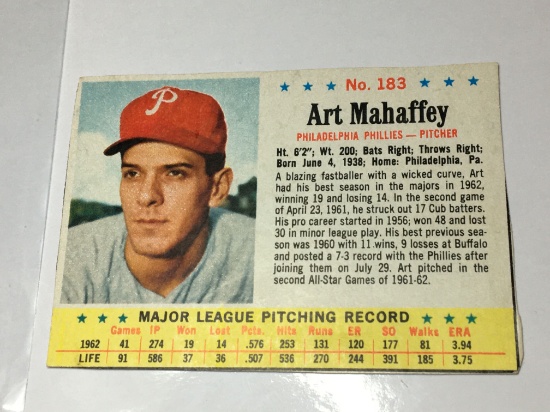 P
★ ★ ★ No. 183 ★ ★ ★
Art Mahaffey
PHILADELPHIA PHILLIES — PITCHER
Ht. 6'2"; Wt. 200; Bats Right; Throws Right;
Born June 4, 1938; Home: Philadelphia, Pa.
A blazing fastballer with a wicked curve, Art
had his best season in the majors in 1962,
winning 19 and losing 14. In the second game
of April 23, 1961, he struck out 17 Cub batters.
His pro career started in 1956; won 48 and lost
30 in minor league play. His best previous sea-
son was 1960 with 11 wins, 9 losses at Buffalo
and posted a 7-3 record with the Phillies after
joining them on July 29. Art pitched in the
second All-Star Games of 1961-62.
★ ★ ★ MAJOR LEAGUE PITCHING RECORD ★ ★ ★
Games IP Won Lost Pctg. Hits Runs ER SO Walks ERA
1962 41 274 19 14 .576 253 131 120 177 81 3.94
LIFE 91 586 37 36 .507 536 270 244 391 185 3.75